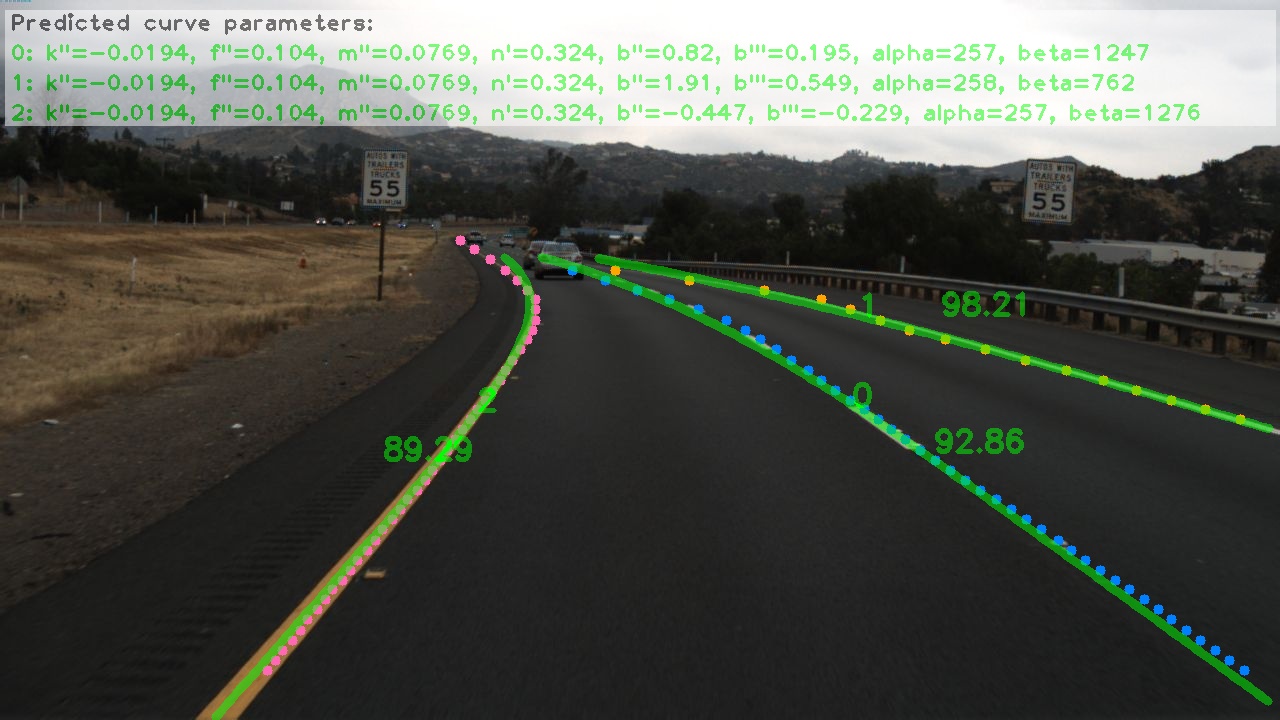 Predicted curve parameters:
0: k''=-0.0194, f''=0.104, m''=0.0769, n'=0.324, b''=0.82, b'''=0.195, alpha=257, beta=1247
1: k''=-0.0194, f''=0.104, m''=0.0769, n'=0.324, b''=1.91, b'''=0.549, alpha=258, beta=762
2: k''=-0.0194, f''=0.104, m''=0.0769, n'=0.324, b''=-0.447, b'''=-0.229, alpha=257, beta=1276
AUTOS WITH
TRAILERS
TRUCKS
55
MAXIMUM
AUTOS WITH
TRAILERS
TRUCKS
55
MAXIMUM
1
98.21
0
2
92.86
89.29